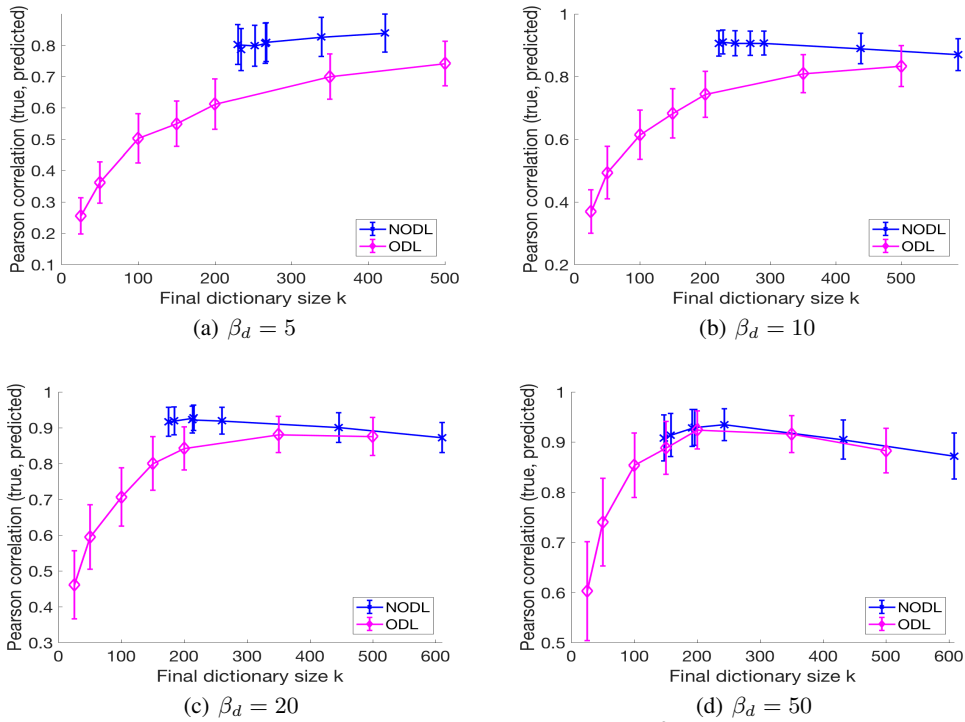 Pearson correlation (true, predicted)
0.8
0.7
0.6
0.5
0.4
0.3
0.2
0.1
0
100
200
300
400
500
Final dictionary size k
NODL
ODL
(a) β_d = 5
Pearson correlation (true, predicted)
1
0.8
0.6
0.4
0.2
0
100
200
300
400
500
Final dictionary size k
NODL
ODL
(b) β_d = 10
Pearson correlation (true, predicted)
1
0.9
0.8
0.7
0.6
0.5
0.4
0.3
0
100
200
300
400
500
600
Final dictionary size k
NODL
ODL
(c) β_d = 20
Pearson correlation (true, predicted)
1
0.9
0.8
0.7
0.6
0.5
0
100
200
300
400
500
600
Final dictionary size k
NODL
ODL
(d) β_d = 50